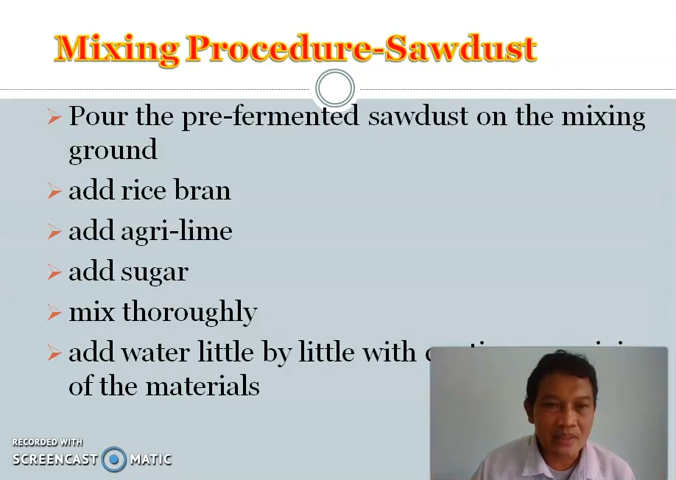 Mixing Procedure-Sawdust
Pour the pre-fermented sawdust on the mixing
ground
add rice bran
add agri-lime
add sugar
mix thoroughly
add water little by little with
of the materials
RECORDED WITH
SCREENCAST MATIC